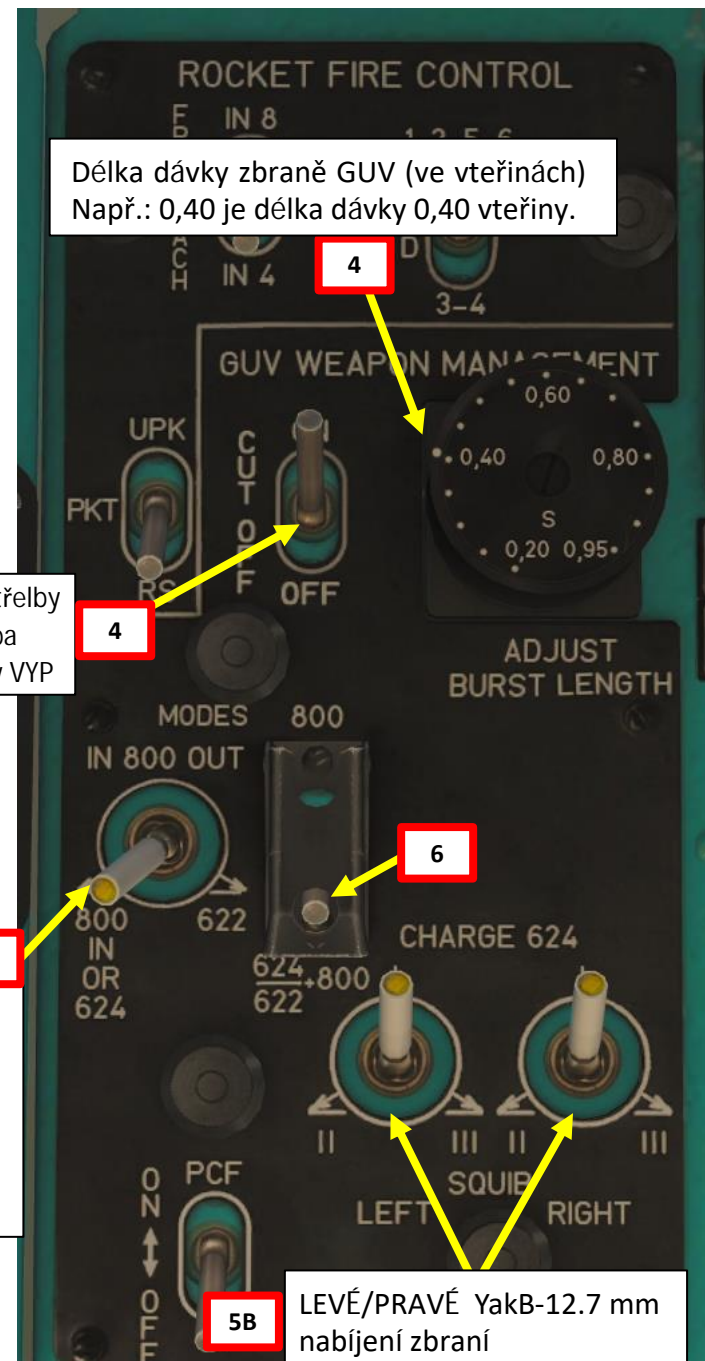 ROCKET FIRE CONTROL
IN 8
Délka dávky zbraně GUV (ve vteřinách)
Např.: 0,40 je délka dávky 0,40 vteřiny.
IN 4
4
3-4
GUV WEAPON MANAGEMENT
0,60
0,40
0,80
S
0,20
0,95
UPK
PKT
RS
CUT OFF
ON
OFF
4
VYP
ADJUST
BURST LENGTH
MODES
800
IN 800 OUT
6
800
IN
OR
624
622
624
622
+800
CHARGE 624
II
III
II
III
SQUIB
LEFT
RIGHT
PCF
ON
OFF
5B
LEVÉ/PRAVÉ YakB-12.7 mm
nabíjení zbraní